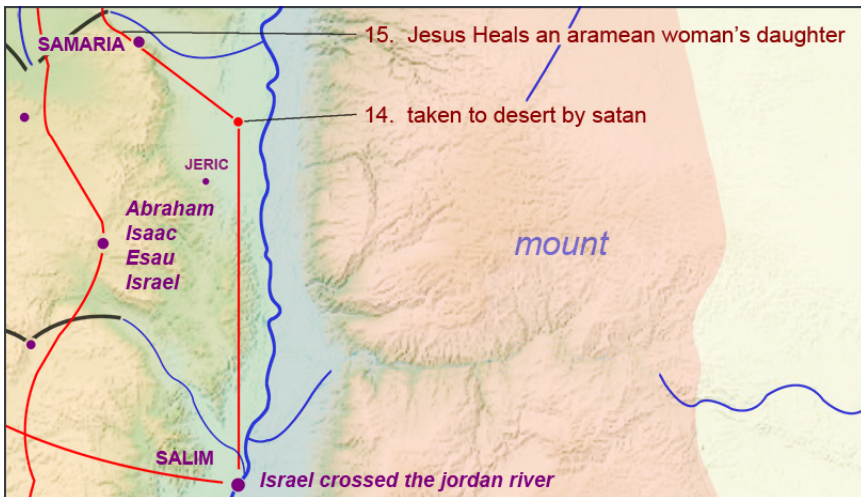 15. Jesus Heals an aramean woman's daughter
SAMARIA
14. taken to desert by satan
JERIC
Abraham
Isaac
Esau
Israel
mount
SALIM
Israel crossed the jordan river